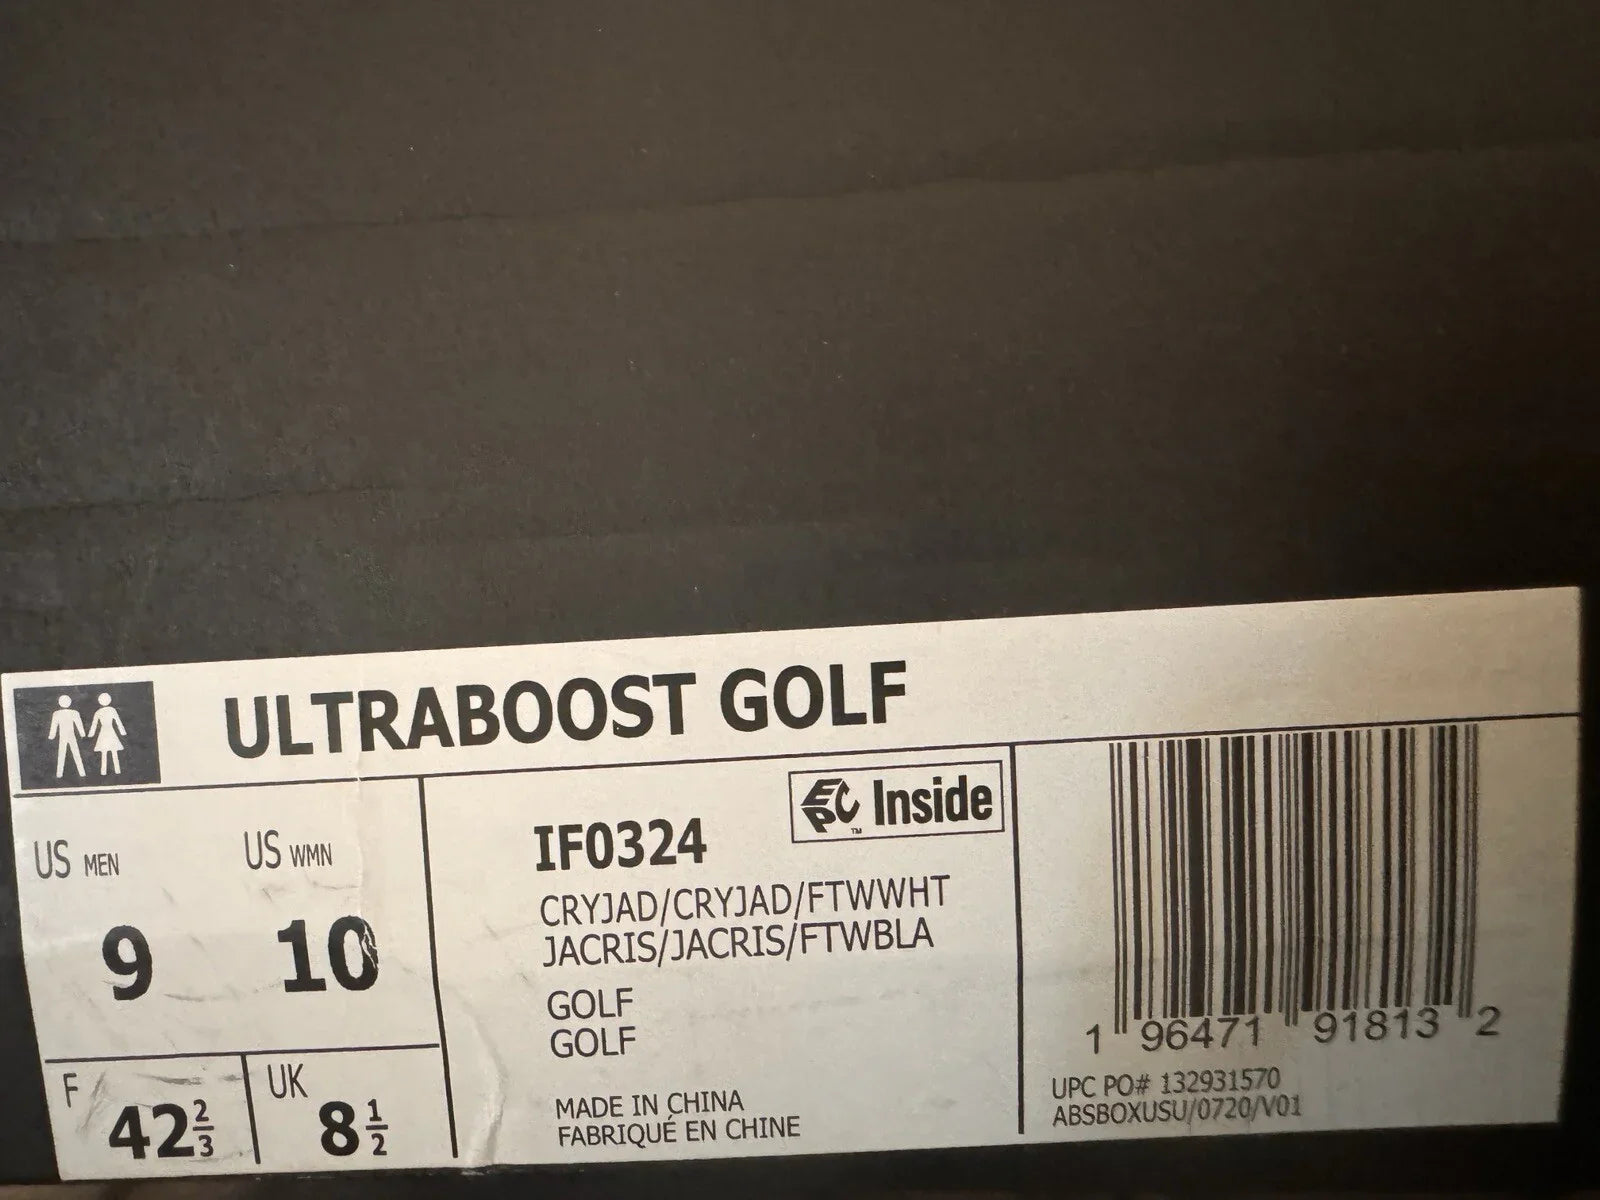 ULTRABOOST GOLF
US MEN
9
US WMN
10
F
42 2/3
UK
8 1/2
EPC Inside
TM
IF0324
CRYJAD/CRYJAD/FTWWHT
JACRIS/JACRIS/FTWBLA
GOLF
GOLF
MADE IN CHINA
FABRIQUÉ EN CHINE
1 96471 91813 2
UPC PO# 132931570
ABSBOXUSU/0720/V01